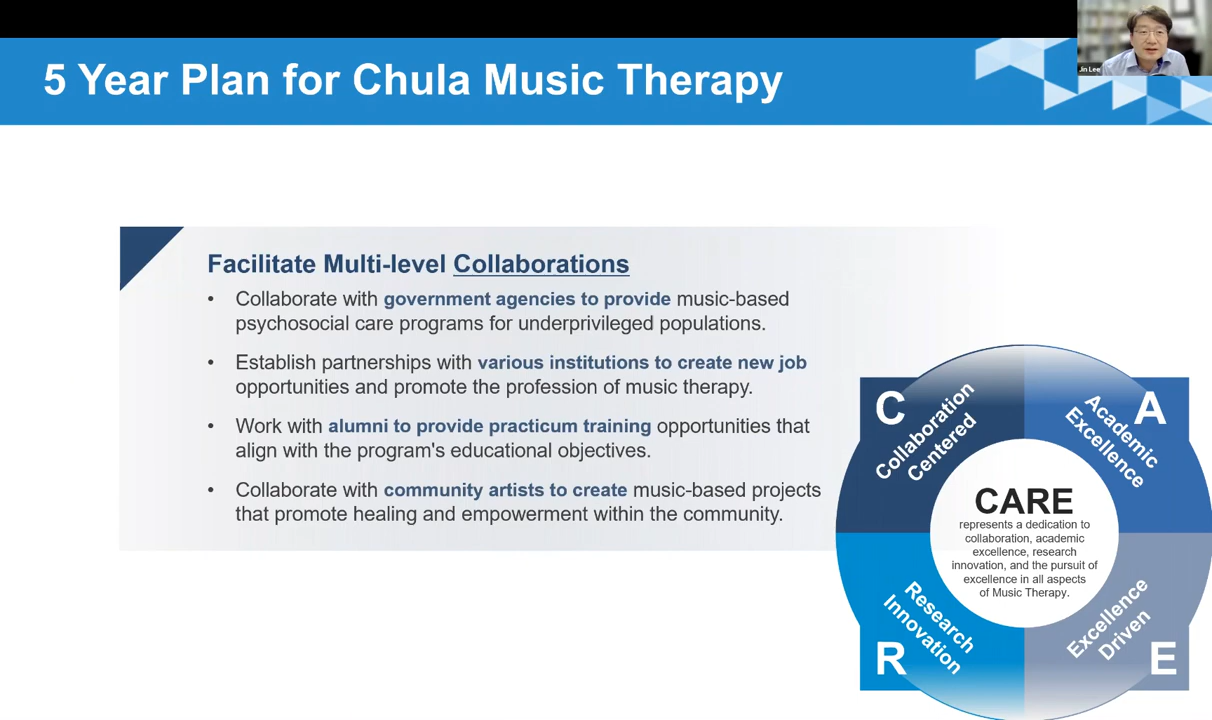 5 Year Plan for Chula Music Therapy
Jin Lee
Facilitate Multi-level Collaborations
• Collaborate with government agencies to provide music-based
psychosocial care programs for underprivileged populations.
• Establish partnerships with various institutions to create new job
opportunities and promote the profession of music therapy.
• Work with alumni to provide practicum training opportunities that
align with the program's educational objectives.
• Collaborate with community artists to create music-based projects
that promote healing and empowerment within the community.
C
Collaboration
Centered
A
Academic
Excellence
CARE
represents a dedication to
collaboration, academic
excellence, research
innovation, and the pursuit of
excellence in all aspects
of Music Therapy.
R
Research
Innovation
E
Excellence
Driven